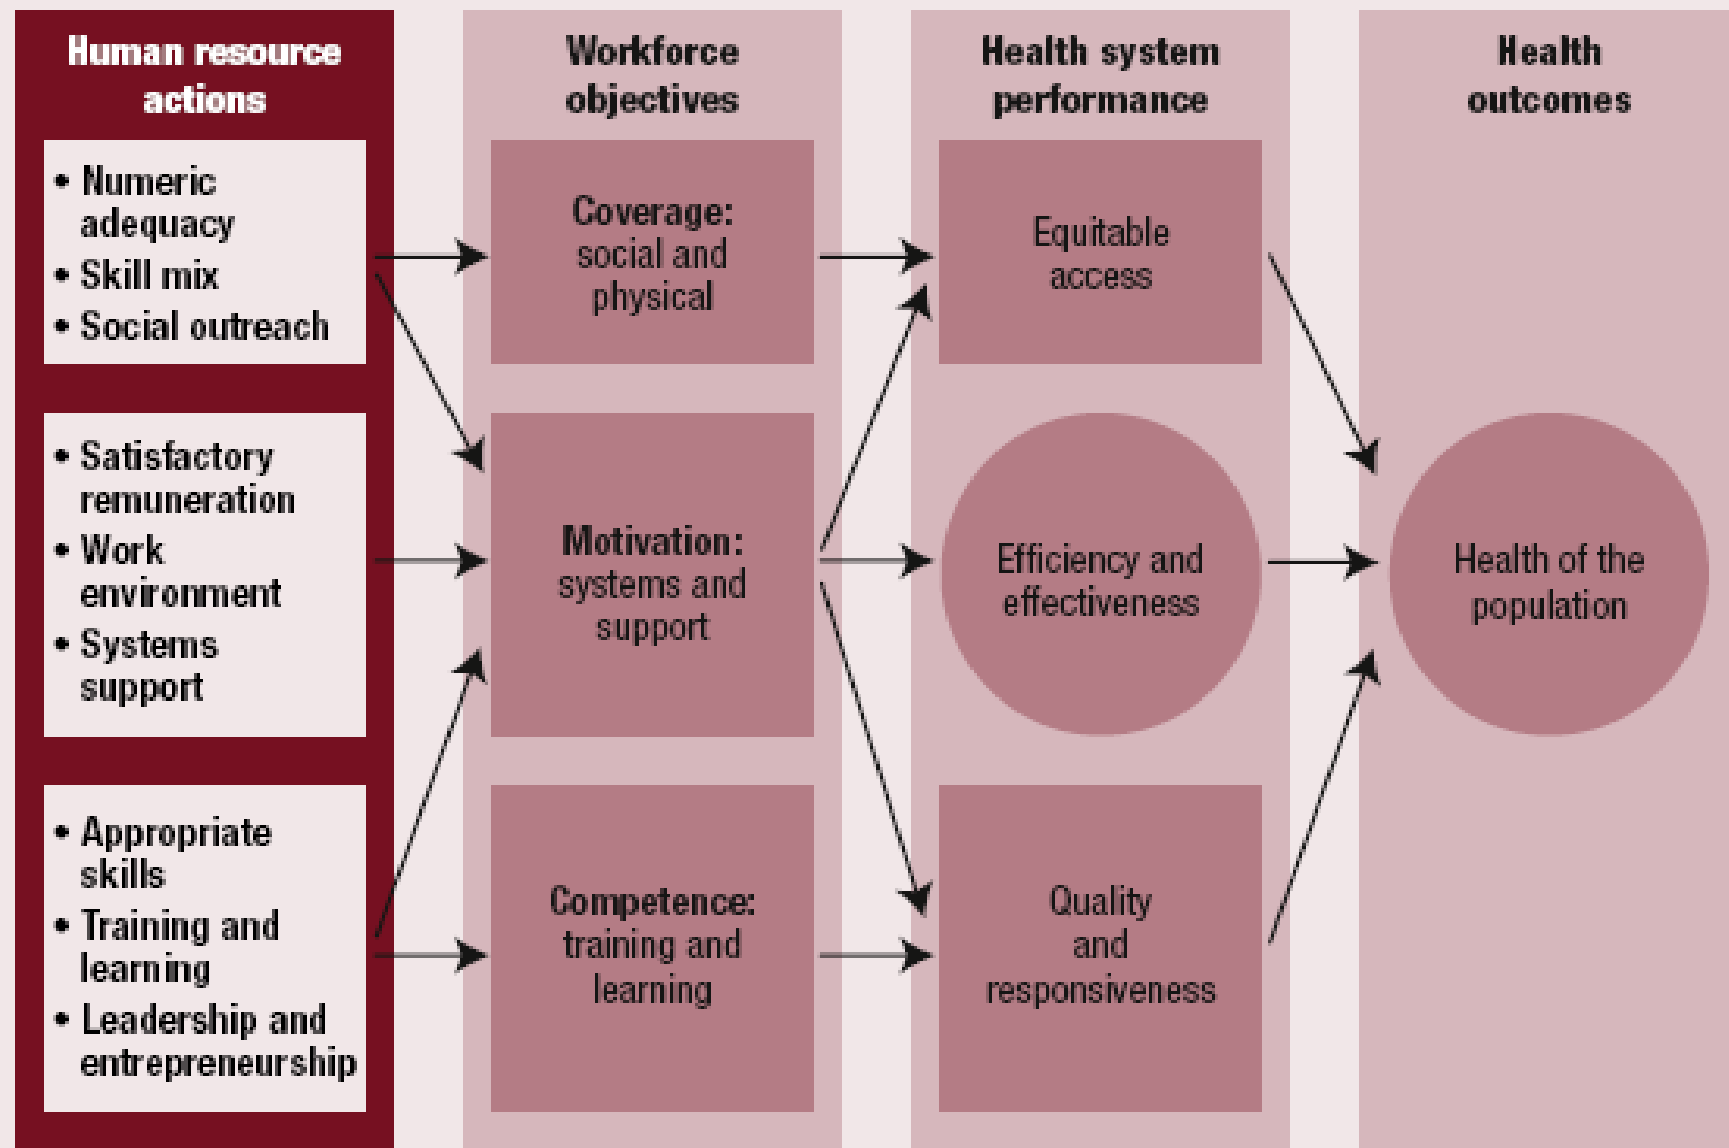 Human resource
actions
• Numeric
adequacy
• Skill mix
• Social outreach
• Satisfactory
remuneration
• Work
environment
• Systems
support
• Appropriate
skills
• Training and
learning
• Leadership and
entrepreneurship
Workforce
objectives
Coverage:
social and
physical
Motivation:
systems and
support
Competence:
training and
learning
Health system
performance
Equitable
access
Efficiency and
effectiveness
Quality
and
responsiveness
Health
outcomes
Health of the
population